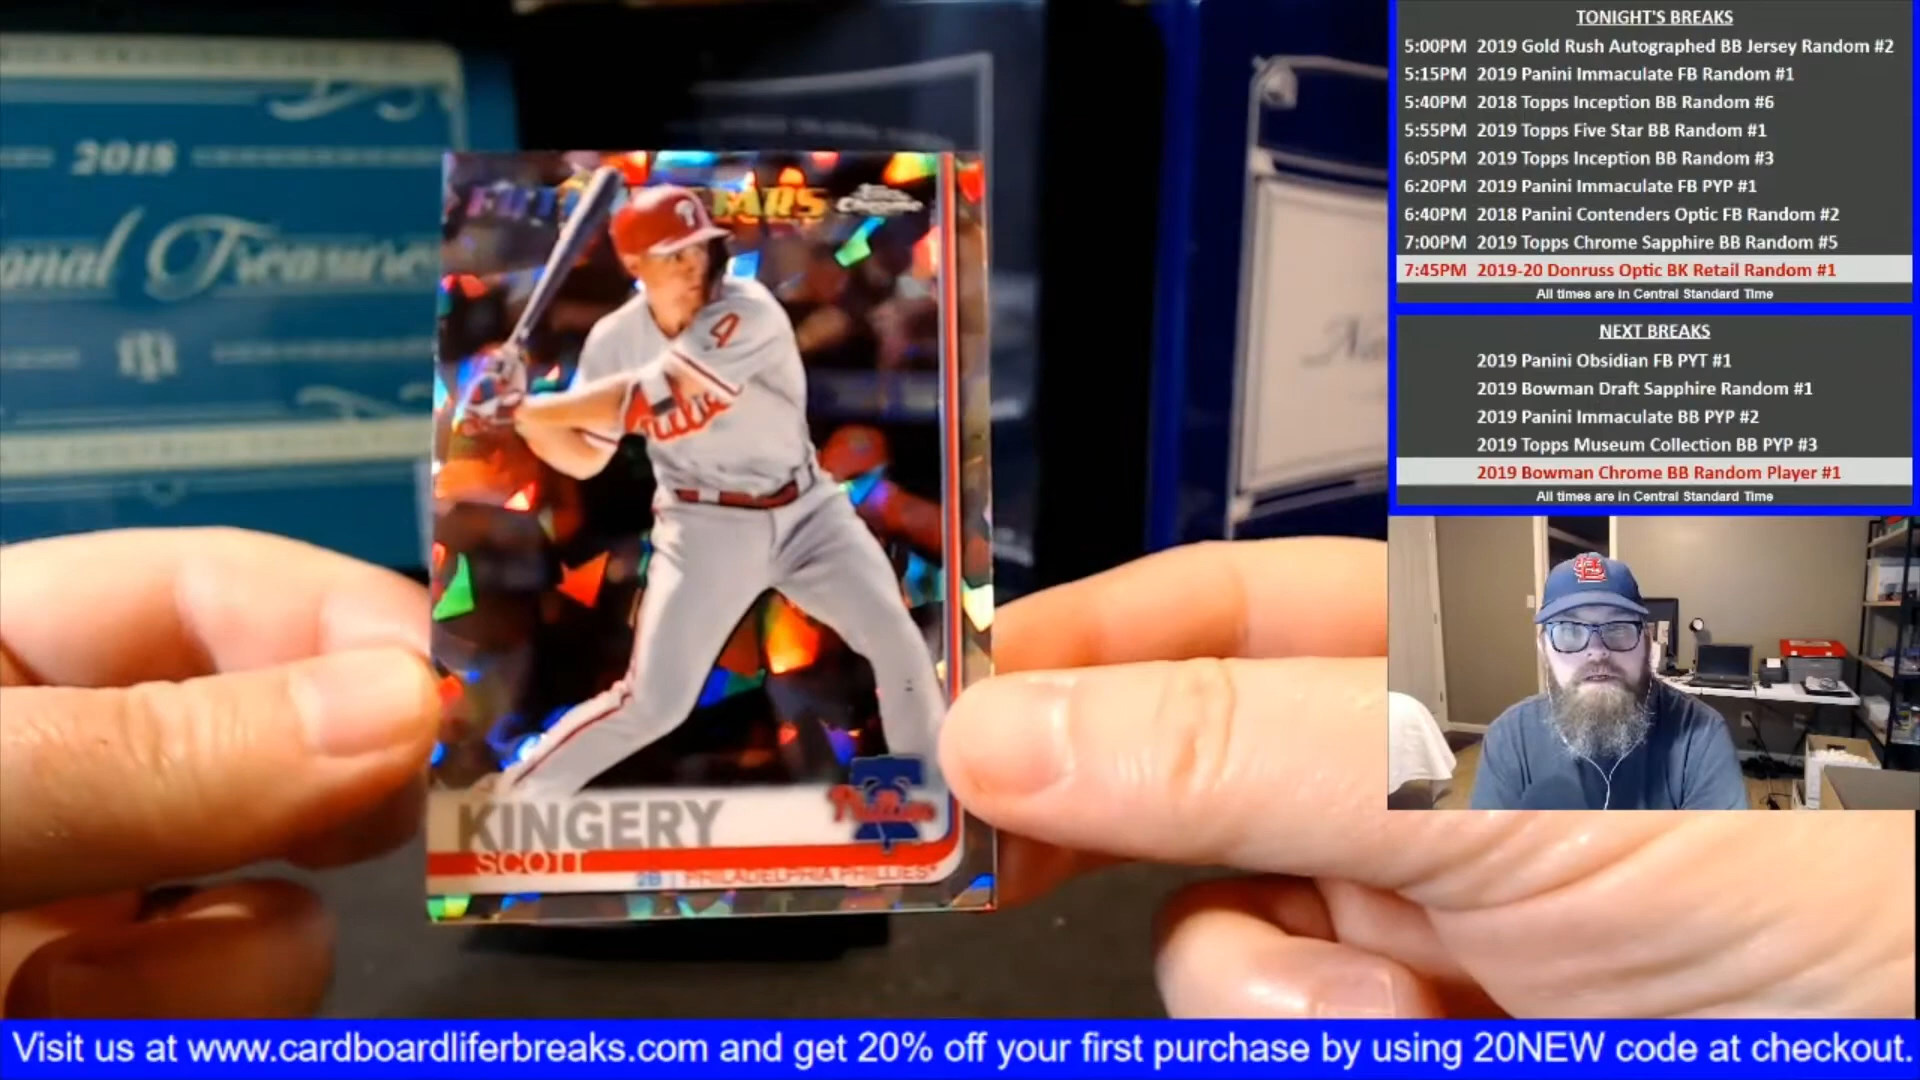 TONIGHT'S BREAKS
5:00PM 2019 Gold Rush Autographed BB Jersey Random #2
5:15PM 2019 Panini Immaculate FB Random #1
5:40PM 2018 Topps Inception BB Random #6
5:55PM 2019 Topps Five Star BB Random #1
6:05PM 2019 Topps Inception BB Random #3
6:20PM 2019 Panini Immaculate FB PYP #1
6:40PM 2018 Panini Contenders Optic FB Random #2
7:00PM 2019 Topps Chrome Sapphire BB Random #5
7:45PM 2019-20 Donruss Optic BK Retail Random #1
All times are in Central Standard Time
NEXT BREAKS
2019 Panini Obsidian FB PYT #1
2019 Bowman Draft Sapphire Random #1
2019 Panini Immaculate BB PYP #2
2019 Topps Museum Collection BB PYP #3
2019 Bowman Chrome BB Random Player #1
All times are in Central Standard Time
2018
onal Treasures
Topps Chrome
Phillies
KINGERY
SCOTT
2B | PHILADELPHIA PHILLIES
Phillies
Visit us at www.cardboardliferbreaks.com and get 20% off your first purchase by using 20NEW code at checkout.